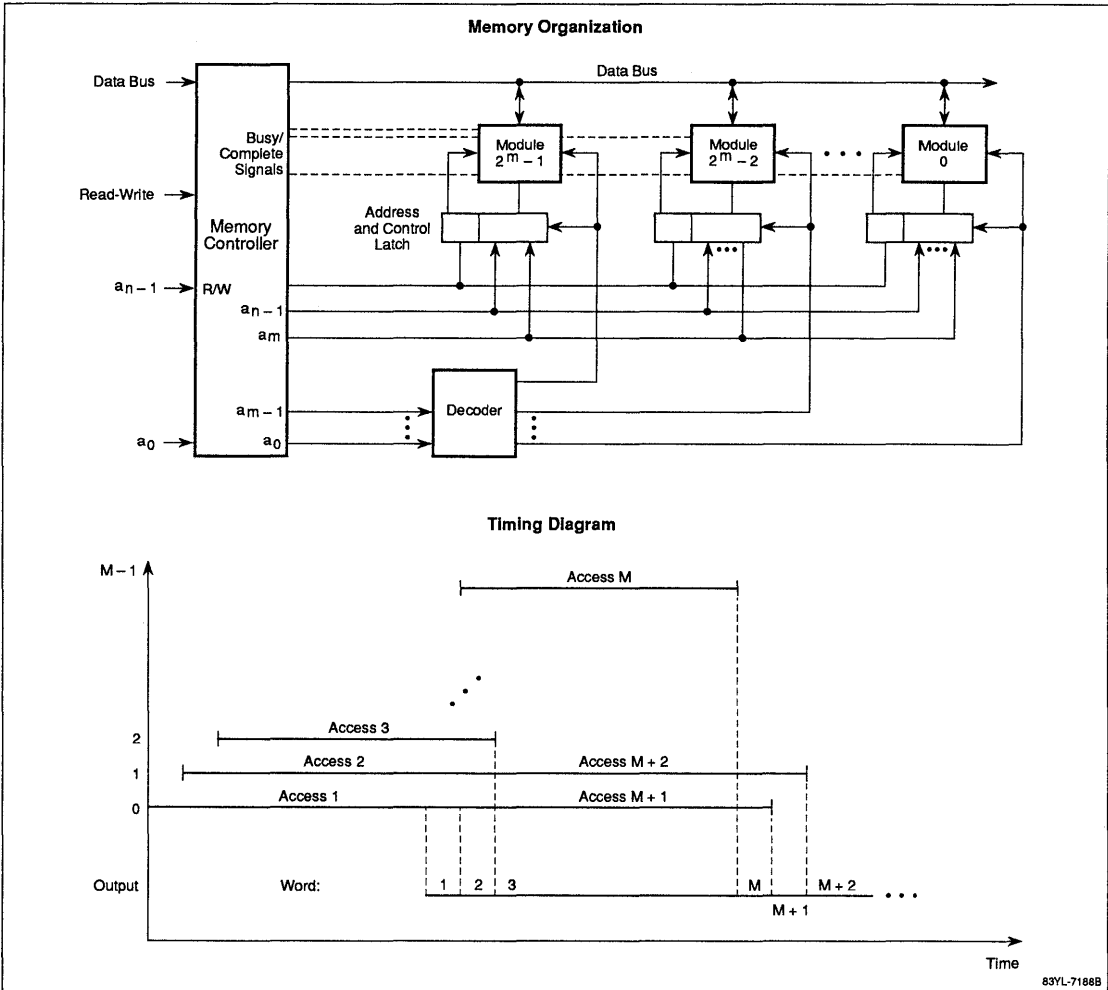 Memory Organization
Data Bus
Data Bus
Busy/
Complete
Signals
Module
2^m – 1
Module
2^m – 2
Module
0
Read-Write
Memory
Controller
Address
and Control
Latch
a_n – 1
R/W
a_n – 1
a_m
a_m – 1
Decoder
a_0
a_0
Timing Diagram
M – 1
Access M
Access 3
2
Access 2
Access M + 2
1
Access 1
Access M + 1
0
Output
Word:
1
2
3
M
M + 2
M + 1
Time
83YL-7188B